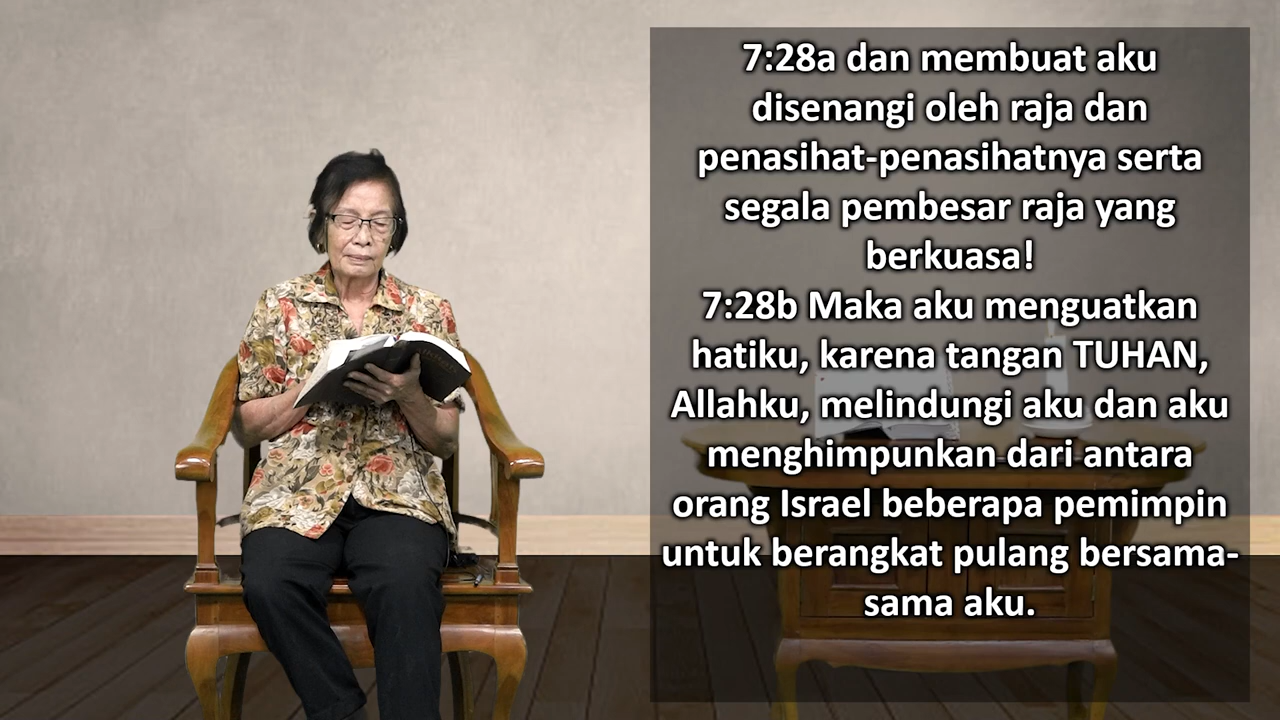 7:28a dan membuat aku
disenangi oleh raja dan
penasihat-penasihatnya serta
segala pembesar raja yang
berkuasa!
7:28b Maka aku menguatkan
hatiku, karena tangan TUHAN,
Allahku, melindungi aku dan aku
menghimpunkan dari antara
orang Israel beberapa pemimpin
untuk berangkat pulang bersama-
sama aku.